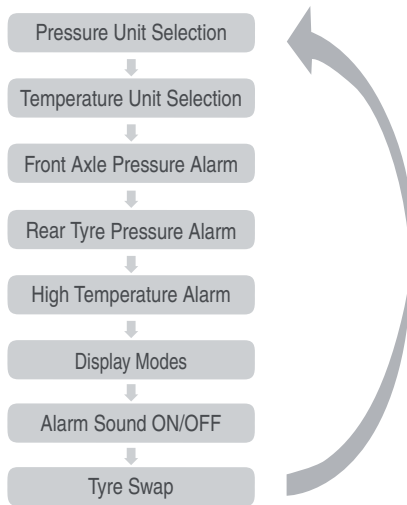 Pressure Unit Selection
Temperature Unit Selection
Front Axle Pressure Alarm
Rear Tyre Pressure Alarm
High Temperature Alarm
Display Modes
Alarm Sound ON/OFF
Tyre Swap